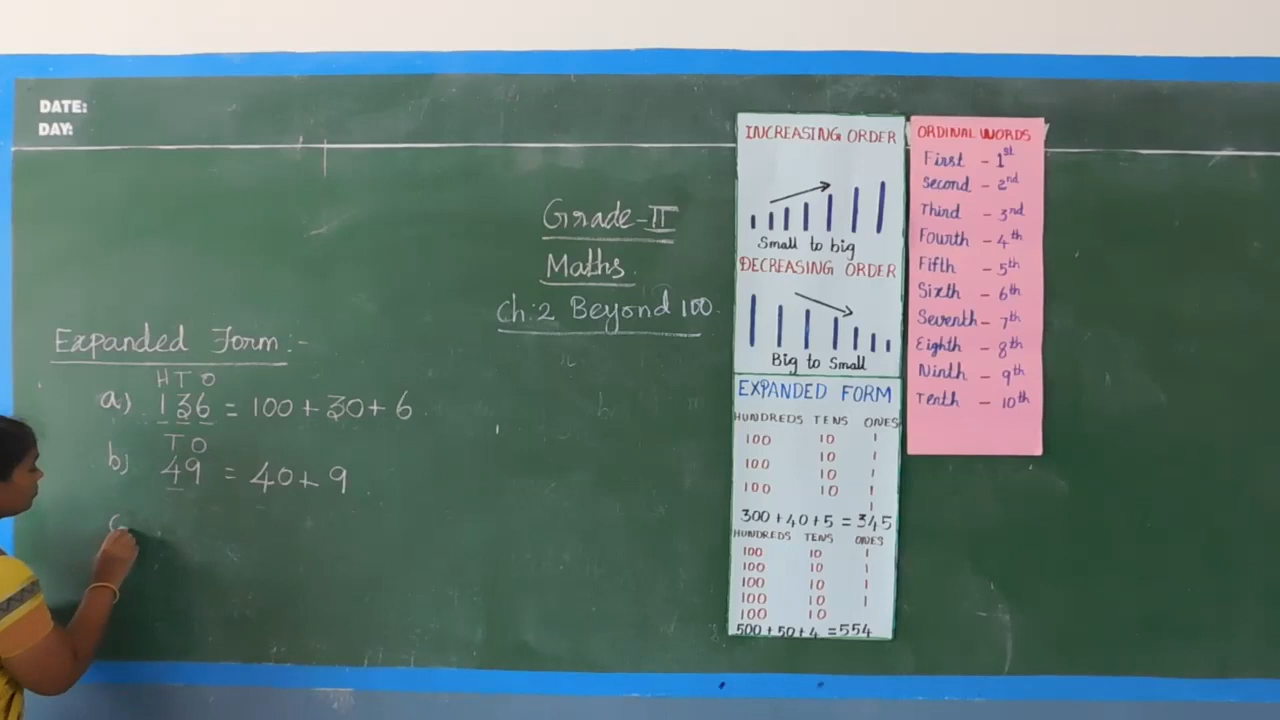 DATE:
DAY:
Grade-II
Maths.
Ch:2 Beyond 100.
Expanded Form:-
H T O
a) 136 = 100+30+6.
T O
b) 49 = 40+9
INCREASING ORDER
Small to big
DECREASING ORDER
Big to Small
EXPANDED FORM
HUNDREDS TENS ONES
100 10 1
10 1
100
10 1
100 10 1
1
300+40+5=345
HUNDREDS TENS ONES
100 10 1
100 10 1
100 10 1
100 10 1
100 10
500+50+4=554
ORDINAL WORDS
First - 1st
Second - 2nd
Third - 3nd
Fourth - 4th
Fifth - 5th
Sixth - 6th
Seventh - 7th
Eighth - 8th
Ninth - 9th
Tenth - 10th